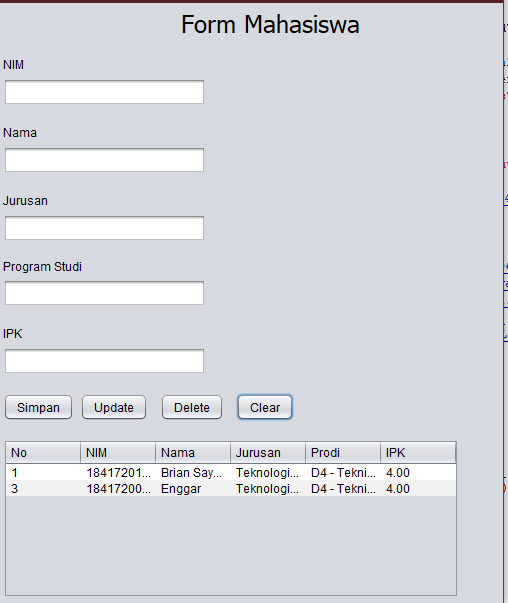 Form Mahasiswa
NIM
Nama
Jurusan
Program Studi
IPK
Simpan Update Delete Clear
No NIM Nama Jurusan Prodi IPK
1 18417201... Brian Say... Teknologi... D4 - Tekni... 4.00
3 18417200... Enggar Teknologi... D4 - Tekni... 4.00